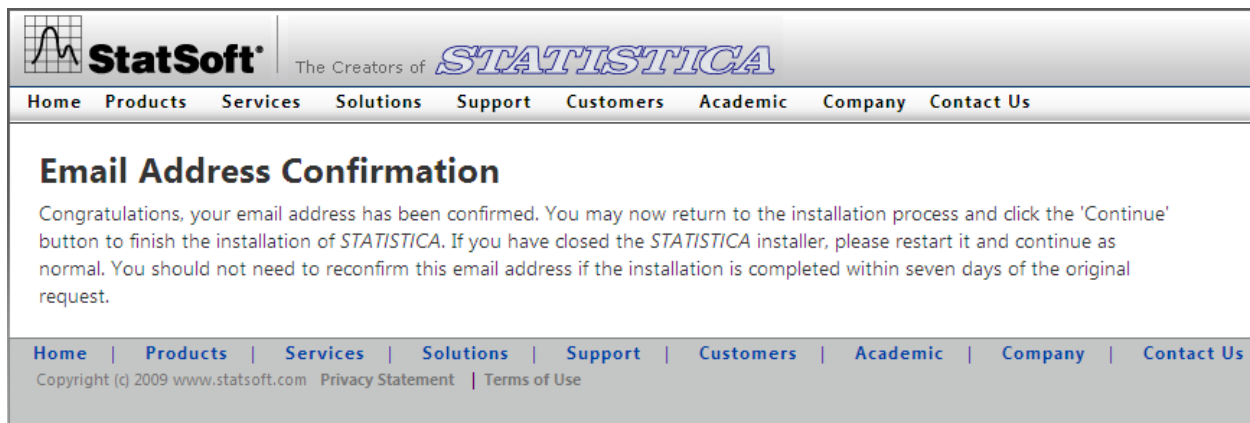 StatSoft® The Creators of STATISTICA
Home Products Services Solutions Support Customers Academic Company Contact Us
Email Address Confirmation
Congratulations, your email address has been confirmed. You may now return to the installation process and click the 'Continue'
button to finish the installation of STATISTICA. If you have closed the STATISTICA installer, please restart it and continue as
normal. You should not need to reconfirm this email address if the installation is completed within seven days of the original
request.
Home | Products | Services | Solutions | Support | Customers | Academic | Company | Contact Us
Copyright (c) 2009 www.statsoft.com Privacy Statement | Terms of Use